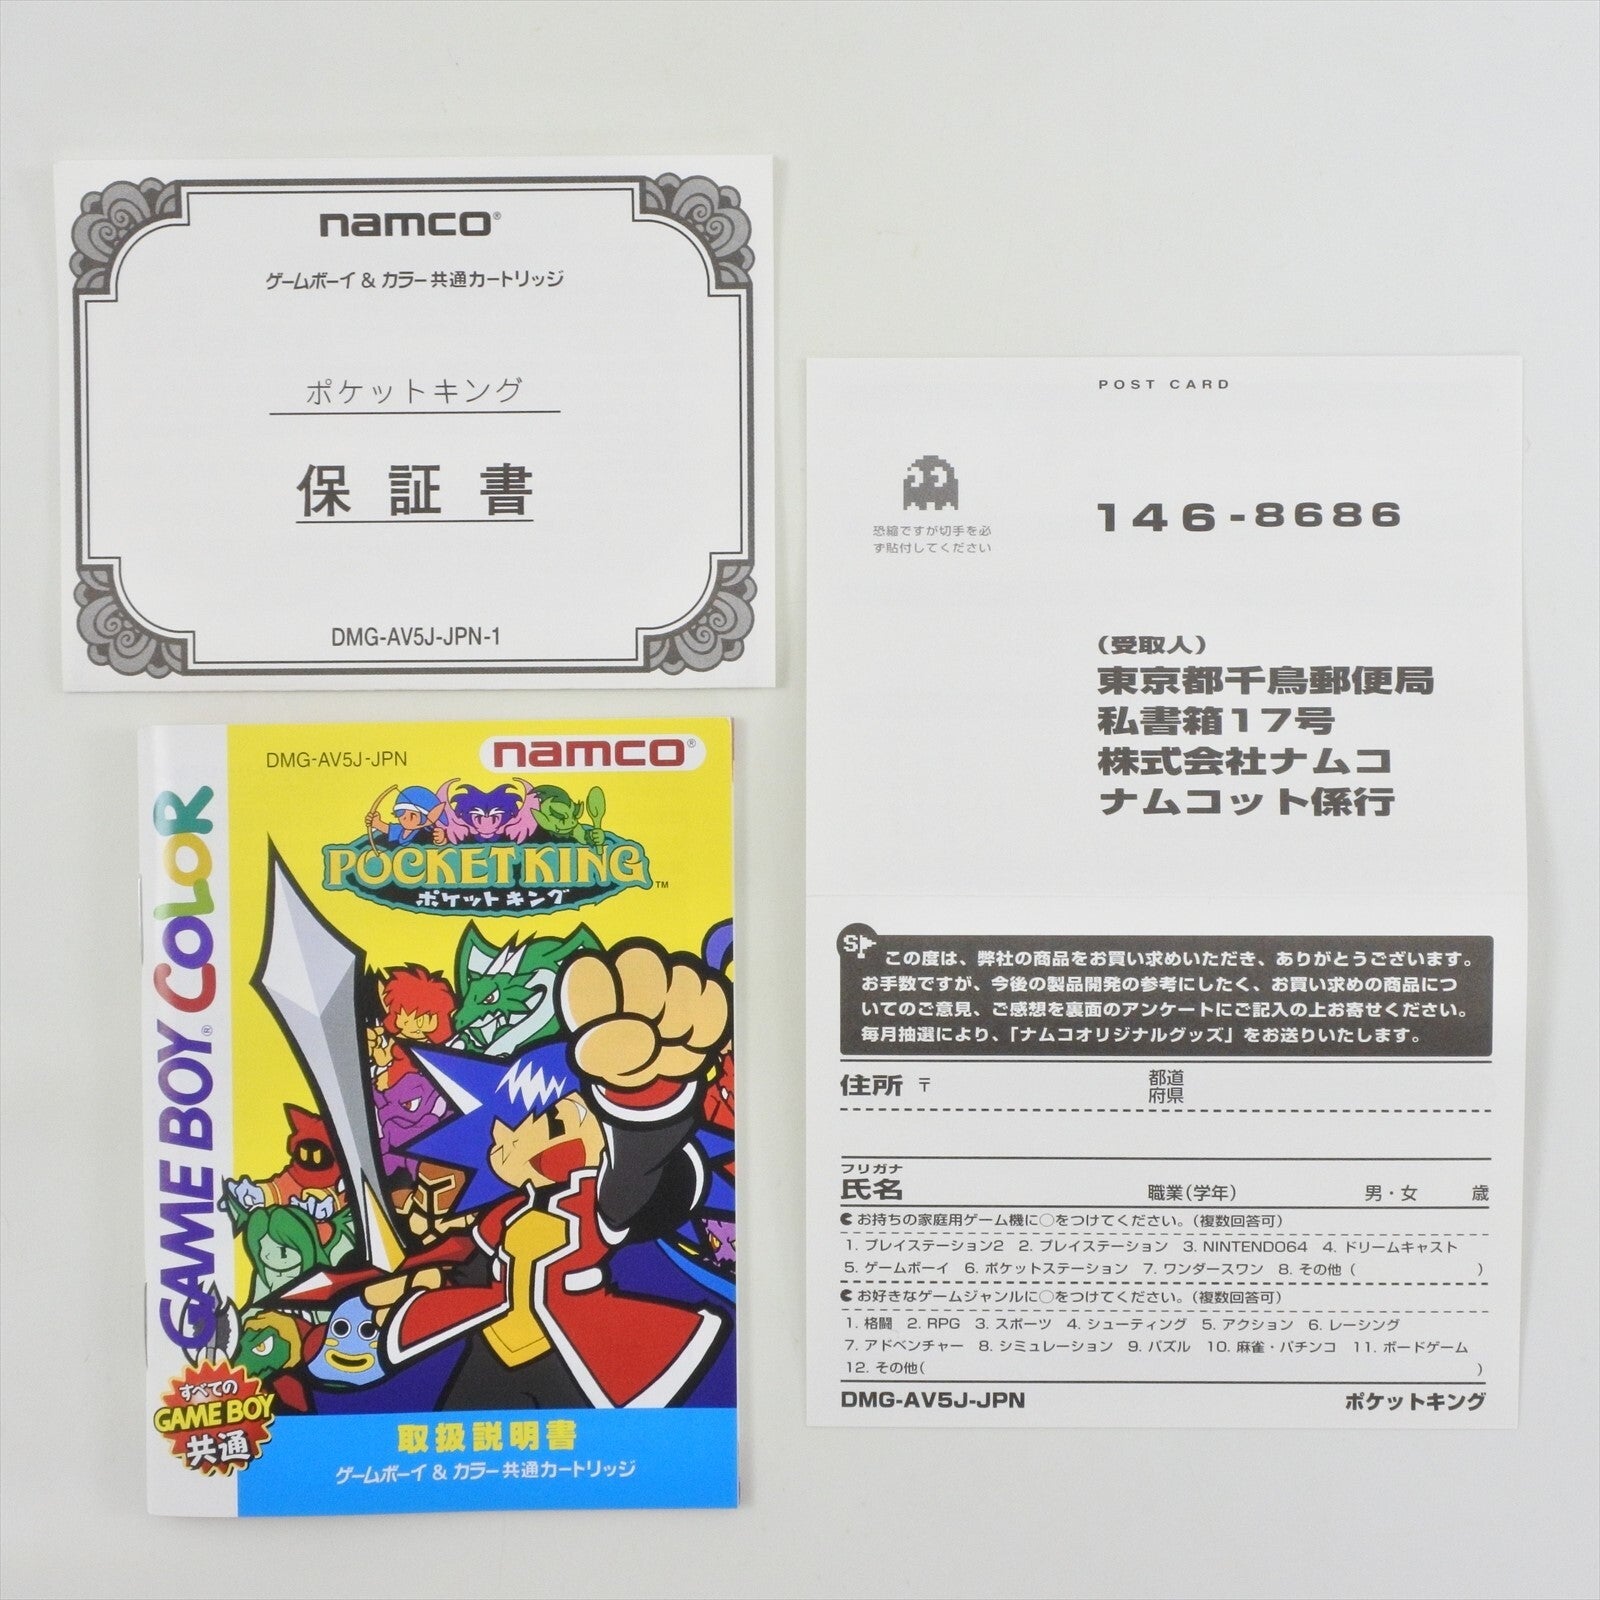 namco®
ゲームボーイ & カラー共通カートリッジ
ポケットキング
保証書
DMG-AV5J-JPN-1
GAME BOY® COLOR
DMG-AV5J-JPN
namco®
POCKET KING™
ポケットキング
すべての
GAME BOY
共通
取扱説明書
ゲームボーイ & カラー共通カートリッジ
POST CARD
恐縮ですが切手を必
ず貼付してください
146-8686
(受取人)
東京都千鳥郵便局
私書箱17号
株式会社ナムコ
ナムコット係行
この度は、弊社の商品をお買い求めいただき、ありがとうございます。
お手数ですが、今後の製品開発の参考にしたく、お買い求めの商品につ
いてのご意見、ご感想を裏面のアンケートにご記入の上お寄せください。
毎月抽選により、「ナムコオリジナルグッズ」をお送りいたします。
住所 〒 都道
府県
フリガナ
氏名 職業(学年) 男・女 歳
お持ちの家庭用ゲーム機に○をつけてください。(複数回答可)
1. プレイステーション2 2. プレイステーション 3. NINTENDO64 4. ドリームキャスト
5. ゲームボーイ 6. ポケットステーション 7. ワンダースワン 8. その他 ( )
お好きなゲームジャンルに○をつけてください。(複数回答可)
1. 格闘 2. RPG 3. スポーツ 4. シューティング 5. アクション 6. レーシング
7. アドベンチャー 8. シミュレーション 9. パズル 10. 麻雀・パチンコ 11. ボードゲーム
12. その他( )
DMG-AV5J-JPN ポケットキング